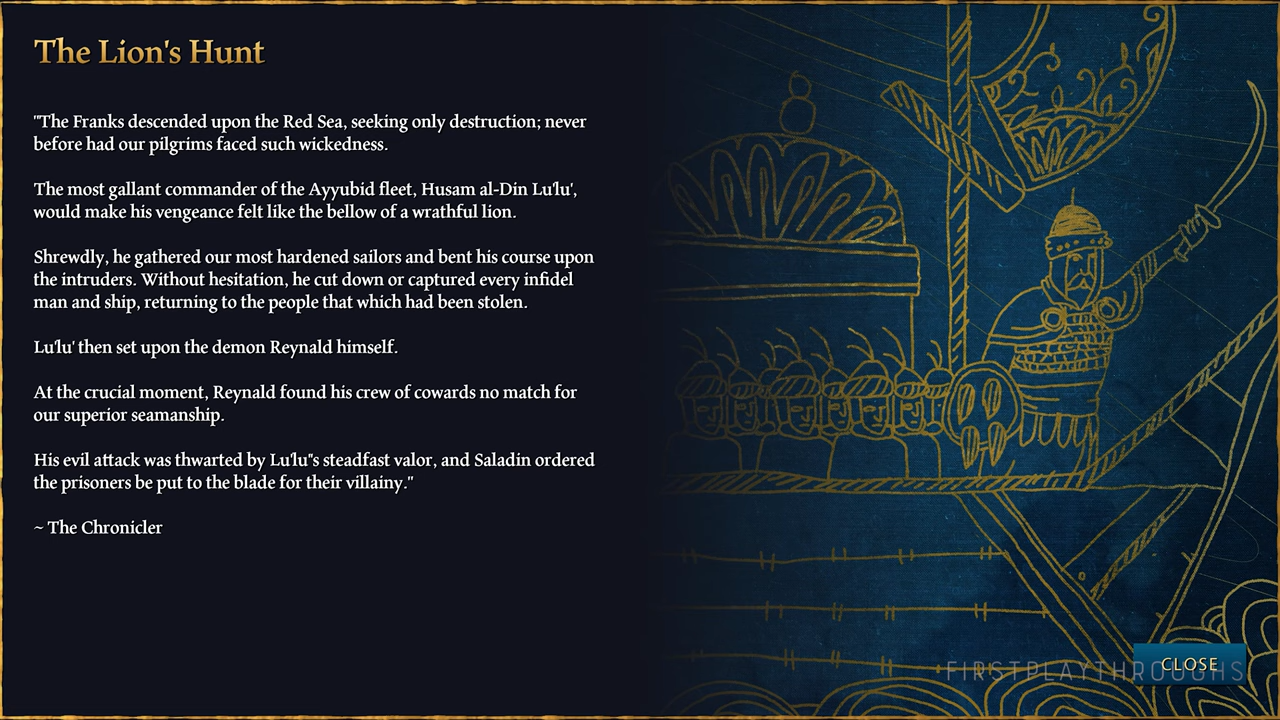 The Lion's Hunt
"The Franks descended upon the Red Sea, seeking only destruction; never
before had our pilgrims faced such wickedness.
The most gallant commander of the Ayyubid fleet, Husam al-Din Lu'lu',
would make his vengeance felt like the bellow of a wrathful lion.
Shrewdly, he gathered our most hardened sailors and bent his course upon
the intruders. Without hesitation, he cut down or captured every infidel
man and ship, returning to the people that which had been stolen.
Lu'lu' then set upon the demon Reynald himself.
At the crucial moment, Reynald found his crew of cowards no match for
our superior seamanship.
His evil attack was thwarted by Lu'lu''s steadfast valor, and Saladin ordered
the prisoners be put to the blade for their villainy."
~ The Chronicler
CLOSE
FIRSTPLAYTHROUGHS